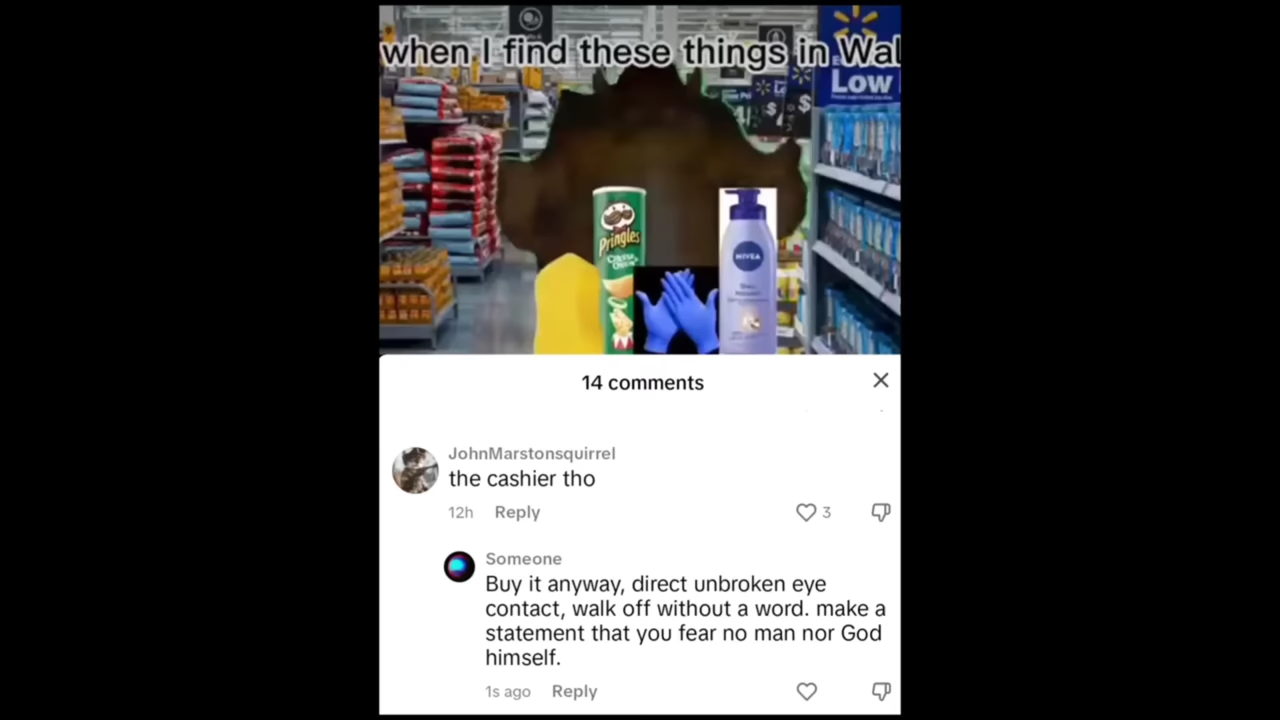 when I find these things in Wal
Low
Pringles
NIVEA
14 comments
JohnMarstonsquirrel
the cashier tho
12h Reply 3
Someone
Buy it anyway, direct unbroken eye
contact, walk off without a word. make a
statement that you fear no man nor God
himself.
1s ago Reply